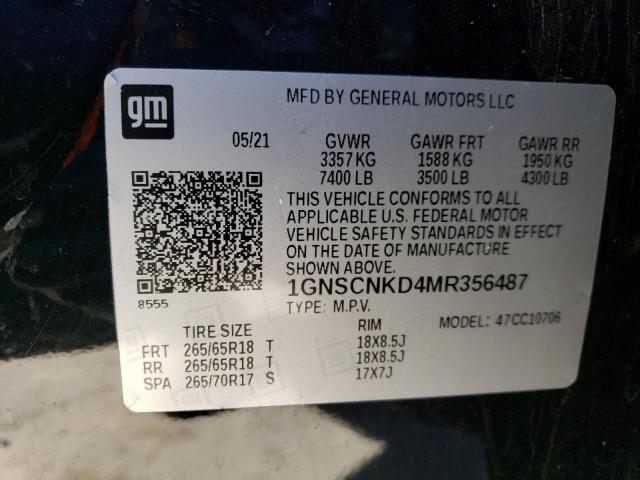 gm
MFD BY GENERAL MOTORS LLC
05/21 GVWR GAWR FRT GAWR RR
3357 KG 1588 KG 1950 KG
7400 LB 3500 LB 4300 LB
THIS VEHICLE CONFORMS TO ALL
APPLICABLE U.S. FEDERAL MOTOR
VEHICLE SAFETY STANDARDS IN EFFECT
ON THE DATE OF MANUFACTURE
SHOWN ABOVE.
8555
1GNSCNKD4MR356487
TYPE: M.P.V. MODEL: 47CC10706
TIRE SIZE RIM
FRT 265/65R18 T 18X8.5J
RR 265/65R18 T 18X8.5J
SPA 265/70R17 S 17X7J